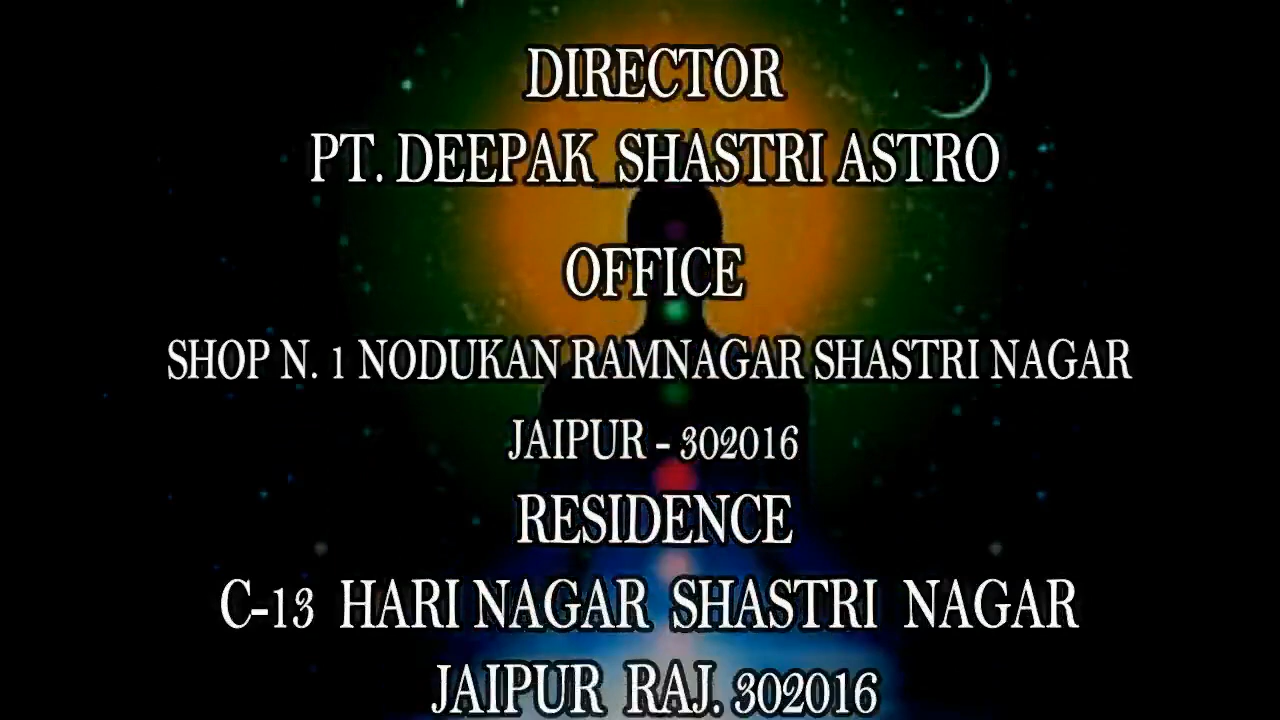 DIRECTOR
PT. DEEPAK SHASTRI ASTRO
OFFICE
SHOP N. 1 NODUKAN RAMNAGAR SHASTRI NAGAR
JAIPUR - 302016
RESIDENCE
C-13 HARI NAGAR SHASTRI NAGAR
JAIPUR RAJ. 302016